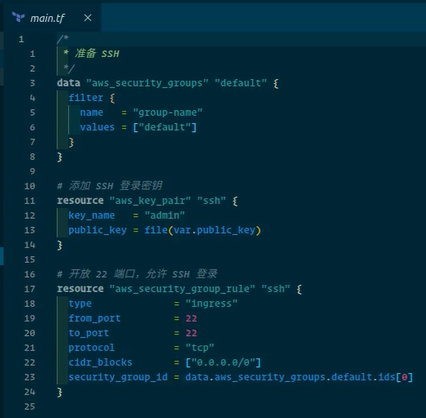 main.tf ×
1 /*
1 * 准备 SSH
2 */
3 data "aws_security_groups" "default" {
4 filter {
5 name = "group-name"
6 values = ["default"]
7 }
8 }
9
10 # 添加 SSH 登录密钥
11 resource "aws_key_pair" "ssh" {
12 key_name = "admin"
13 public_key = file(var.public_key)
14 }
15
16 # 开放 22 端口，允许 SSH 登录
17 resource "aws_security_group_rule" "ssh" {
18 type = "ingress"
19 from_port = 22
20 to_port = 22
21 protocol = "tcp"
22 cidr_blocks = ["0.0.0.0/0"]
23 security_group_id = data.aws_security_groups.default.ids[0]
24 }
25